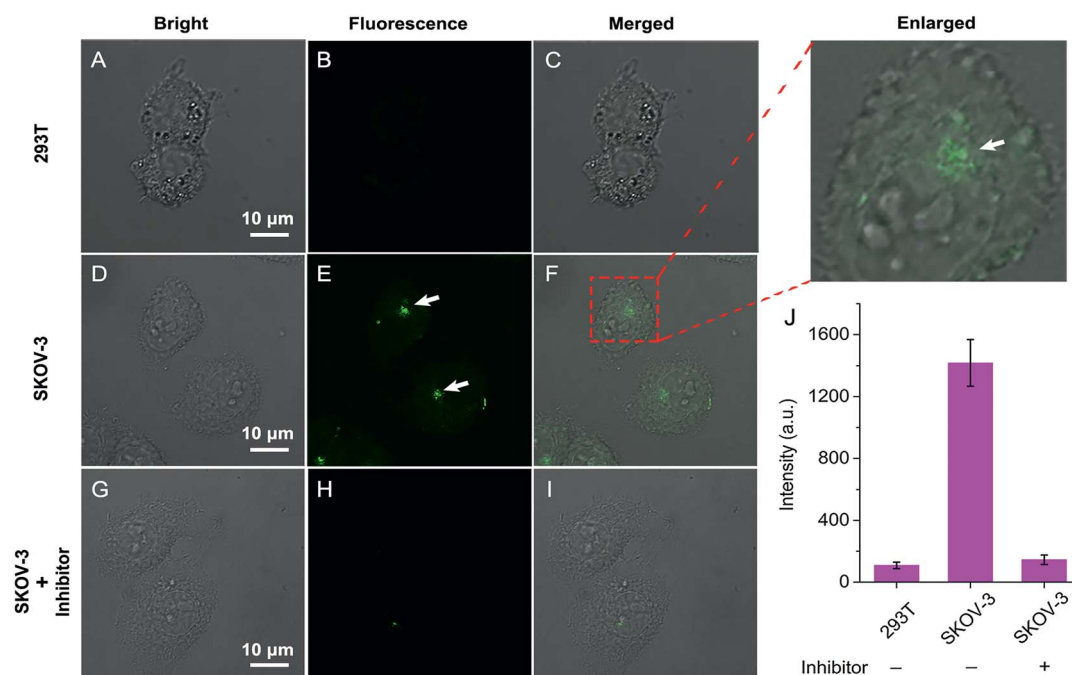 Bright Fluorescence Merged Enlarged
293T
A B C
10 µm
SKOV-3
D E F
10 µm
SKOV-3
+
Inhibitor
G H I
10 µm
J
Intensity (a.u.)
1600
1200
800
400
0
293T SKOV-3 SKOV-3
Inhibitor − − +